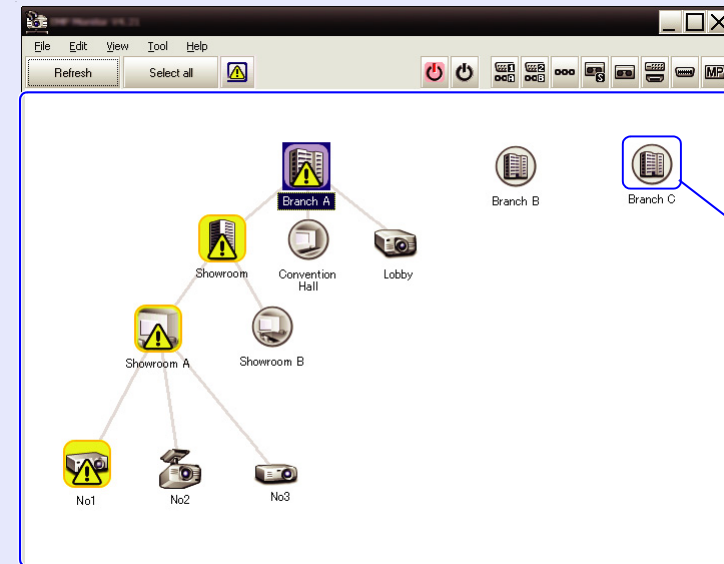 File Edit View Tool Help
Refresh Select all
S MP
Branch A
Branch B
Branch C
Showroom
Convention
Hall
Lobby
Showroom A
Showroom B
No1
No2
No3